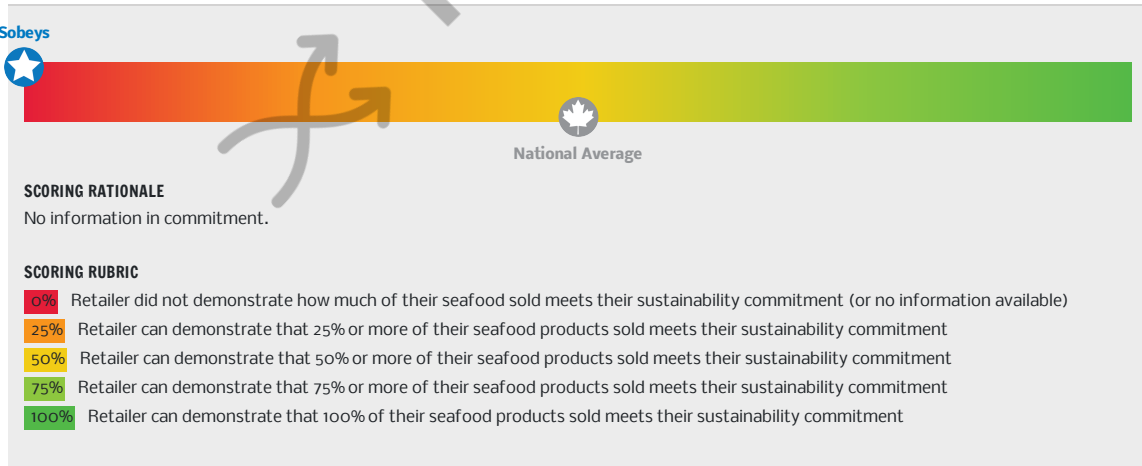 Sobeys
National Average
SCORING RATIONALE
No information in commitment.
SCORING RUBRIC
0% Retailer did not demonstrate how much of their seafood sold meets their sustainability commitment (or no information available)
25% Retailer can demonstrate that 25% or more of their seafood products sold meets their sustainability commitment
50% Retailer can demonstrate that 50% or more of their seafood products sold meets their sustainability commitment
75% Retailer can demonstrate that 75% or more of their seafood products sold meets their sustainability commitment
100% Retailer can demonstrate that 100% of their seafood products sold meets their sustainability commitment